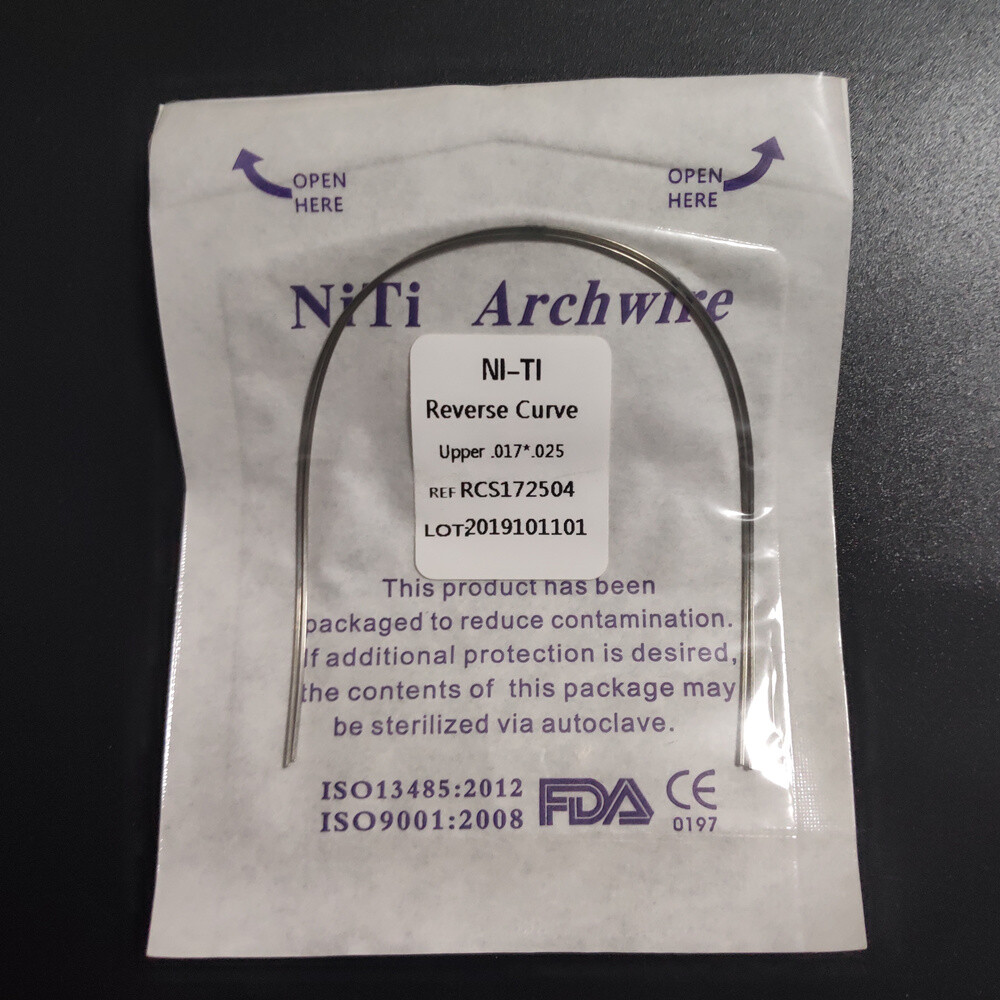 OPEN
HERE
OPEN
HERE
NiTi Archwire
NI-TI
Reverse Curve
Upper .017*.025
REF RCS172504
LOT:2019101101
This product has been
packaged to reduce contamination.
If additional protection is desired,
the contents of this package may
be sterilized via autoclave.
ISO13485:2012
ISO9001:2008
FDA
CE
0197